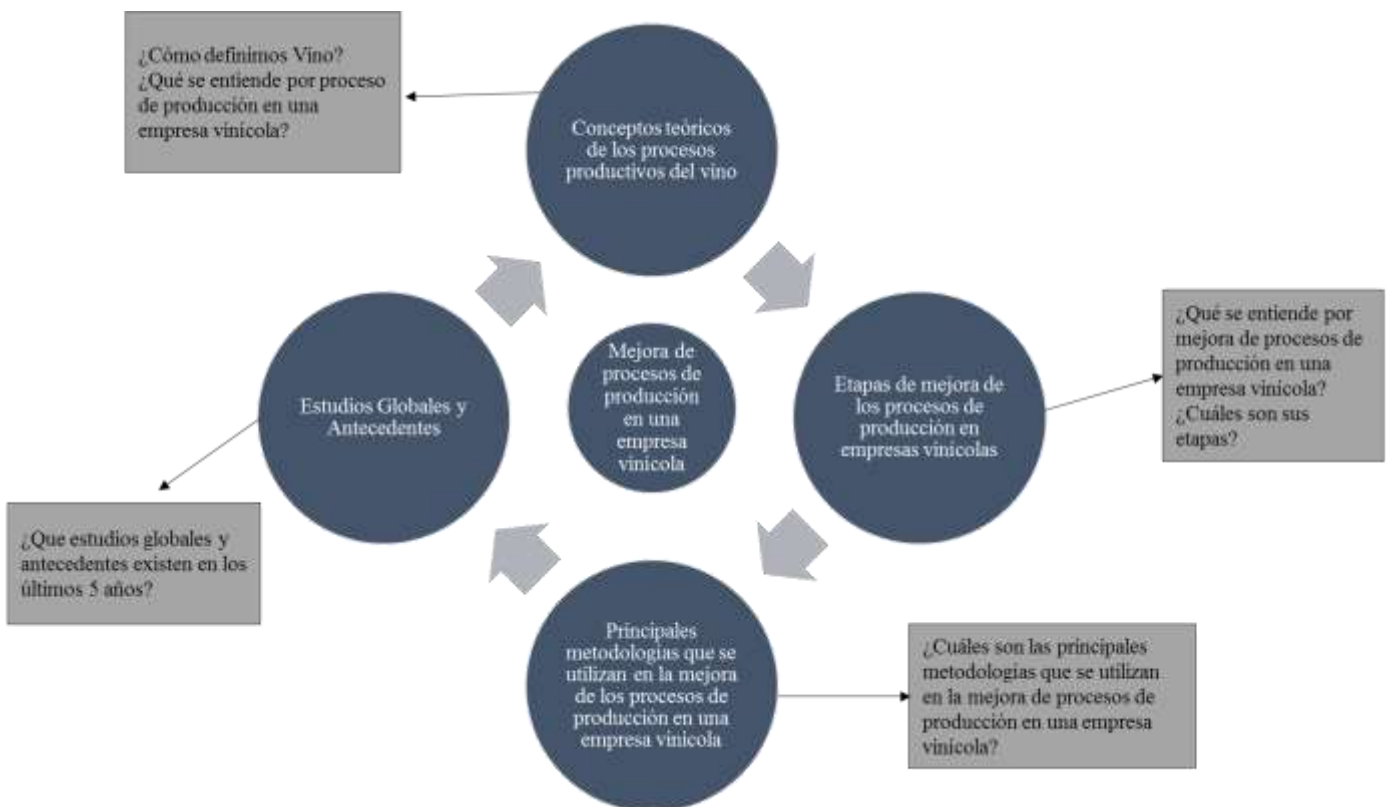 ¿Cómo definimos Vino?
¿Qué se entiende por proceso
de producción en una
empresa vinícola?
Conceptos teóricos
de los procesos
productivos del vino
¿Qué se entiende por
mejora de procesos de
producción en una
empresa vinícola?
¿Cuáles son sus
etapas?
Etapas de mejora de
los procesos de
producción en
empresas vinícolas
Mejora de
procesos de
producción
en una
empresa
vinícola
Estudios Globales y
Antecedentes
¿Que estudios globales y
antecedentes existen en los
últimos 5 años?
Principales
metodologías que se
utilizan en la mejora
de los procesos de
producción en una
empresa vinícola
¿Cuáles son las principales
metodologías que se utilizan
en la mejora de procesos de
producción en una empresa
vinícola?